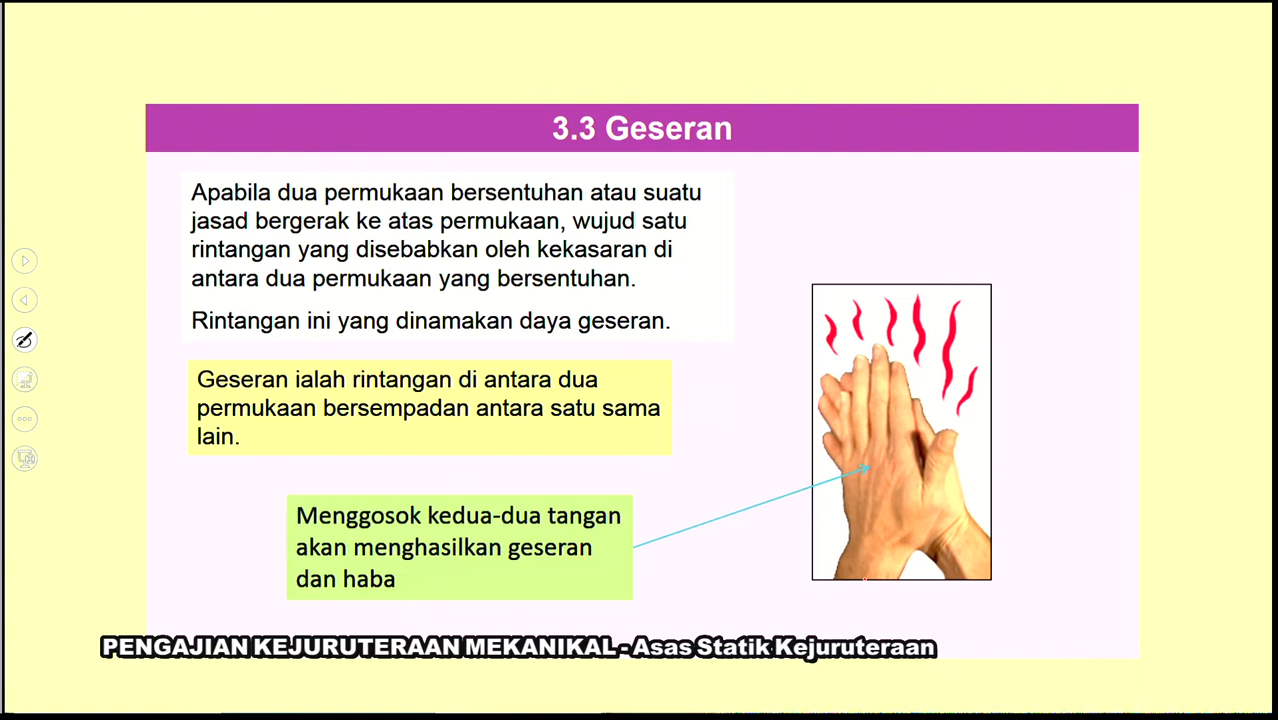 3.3 Geseran
Apabila dua permukaan bersentuhan atau suatu
jasad bergerak ke atas permukaan, wujud satu
rintangan yang disebabkan oleh kekasaran di
antara dua permukaan yang bersentuhan.
Rintangan ini yang dinamakan daya geseran.
Geseran ialah rintangan di antara dua
permukaan bersempadan antara satu sama
lain.
Menggosok kedua-dua tangan
akan menghasilkan geseran
dan haba
PENGAJIAN KEJURUTERAAN MEKANIKAL - Asas Statik Kejuruteraan